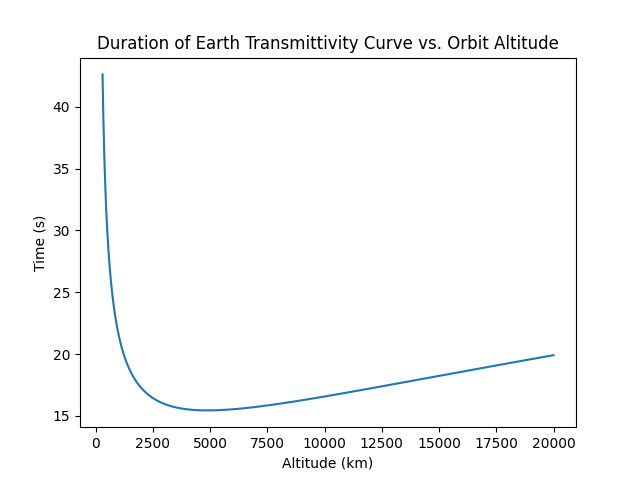 Duration of Earth Transmittivity Curve vs. Orbit Altitude
40
35
30
25
20
15
Time (s)
0 2500 5000 7500 10000 12500 15000 17500 20000
Altitude (km)